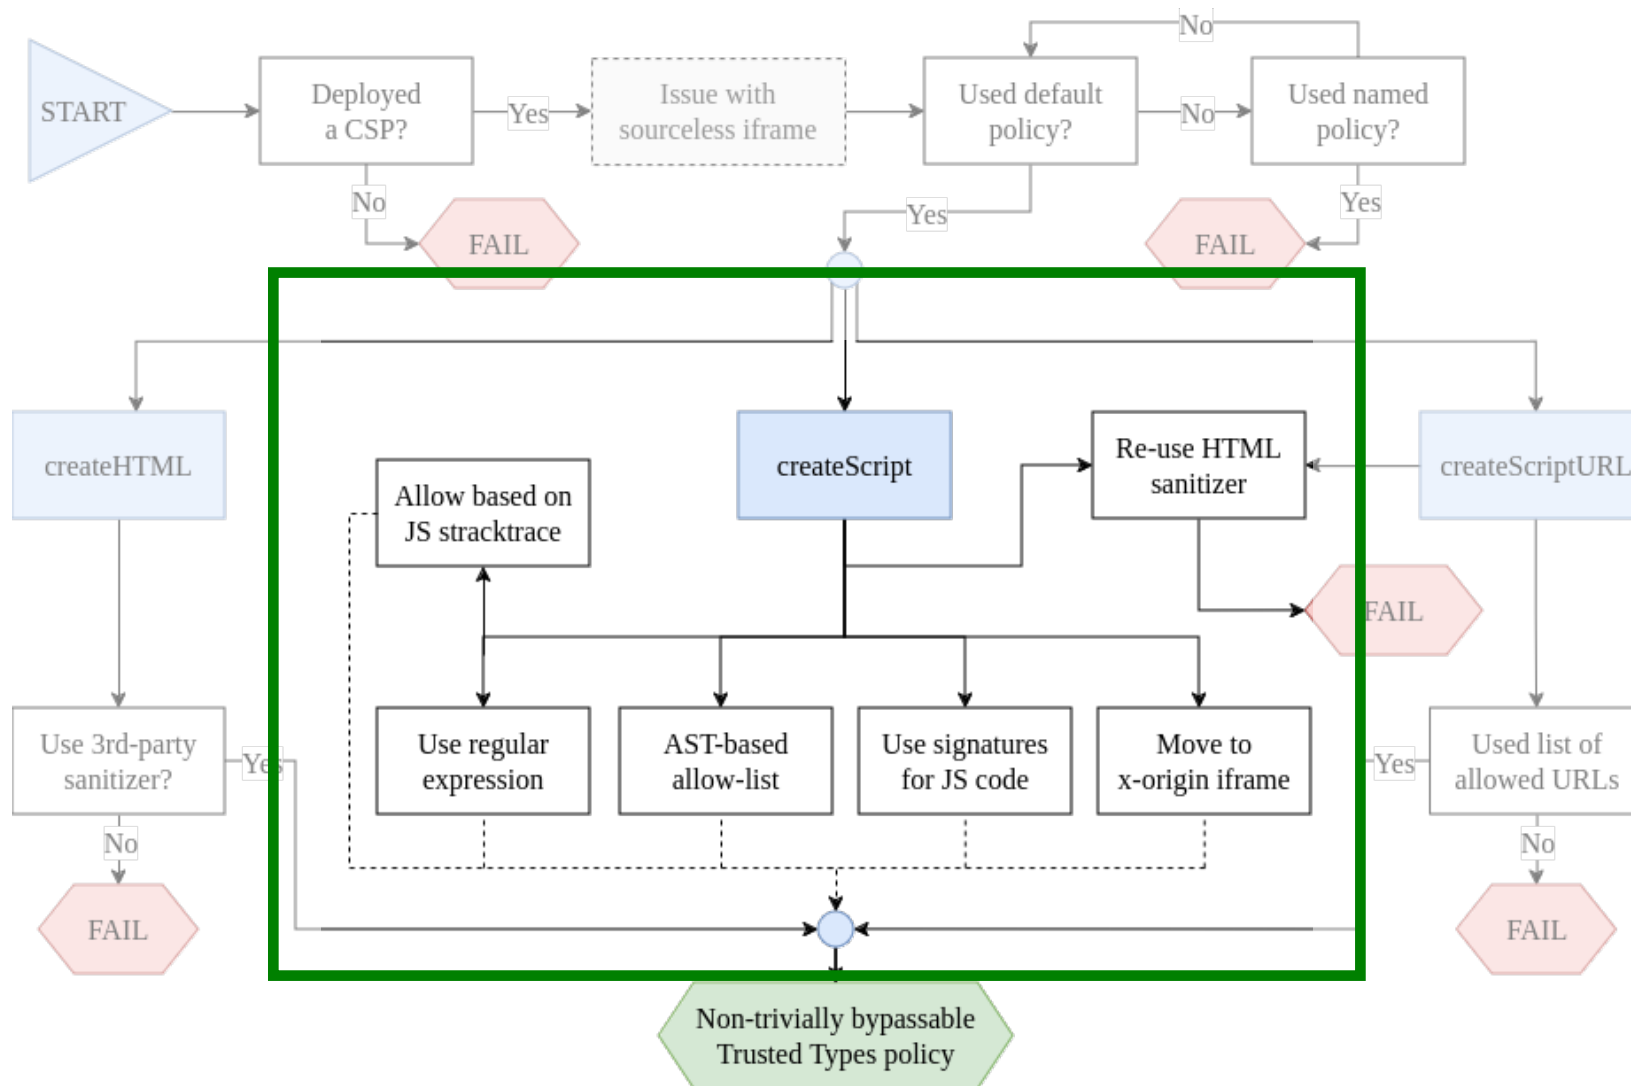 No
START
Deployed
a CSP?
Yes
Issue with
sourceless iframe
Used default
policy?
No
Used named
policy?
No
FAIL
Yes
FAIL
Yes
createHTML
Allow based on
JS stracktrace
createScript
Re-use HTML
sanitizer
createScriptURL
FAIL
Use 3rd-party
sanitizer?
Yes
Use regular
expression
AST-based
allow-list
Use signatures
for JS code
Move to
x-origin iframe
Yes
Used list of
allowed URLs
No
No
FAIL
FAIL
Non-trivially bypassable
Trusted Types policy